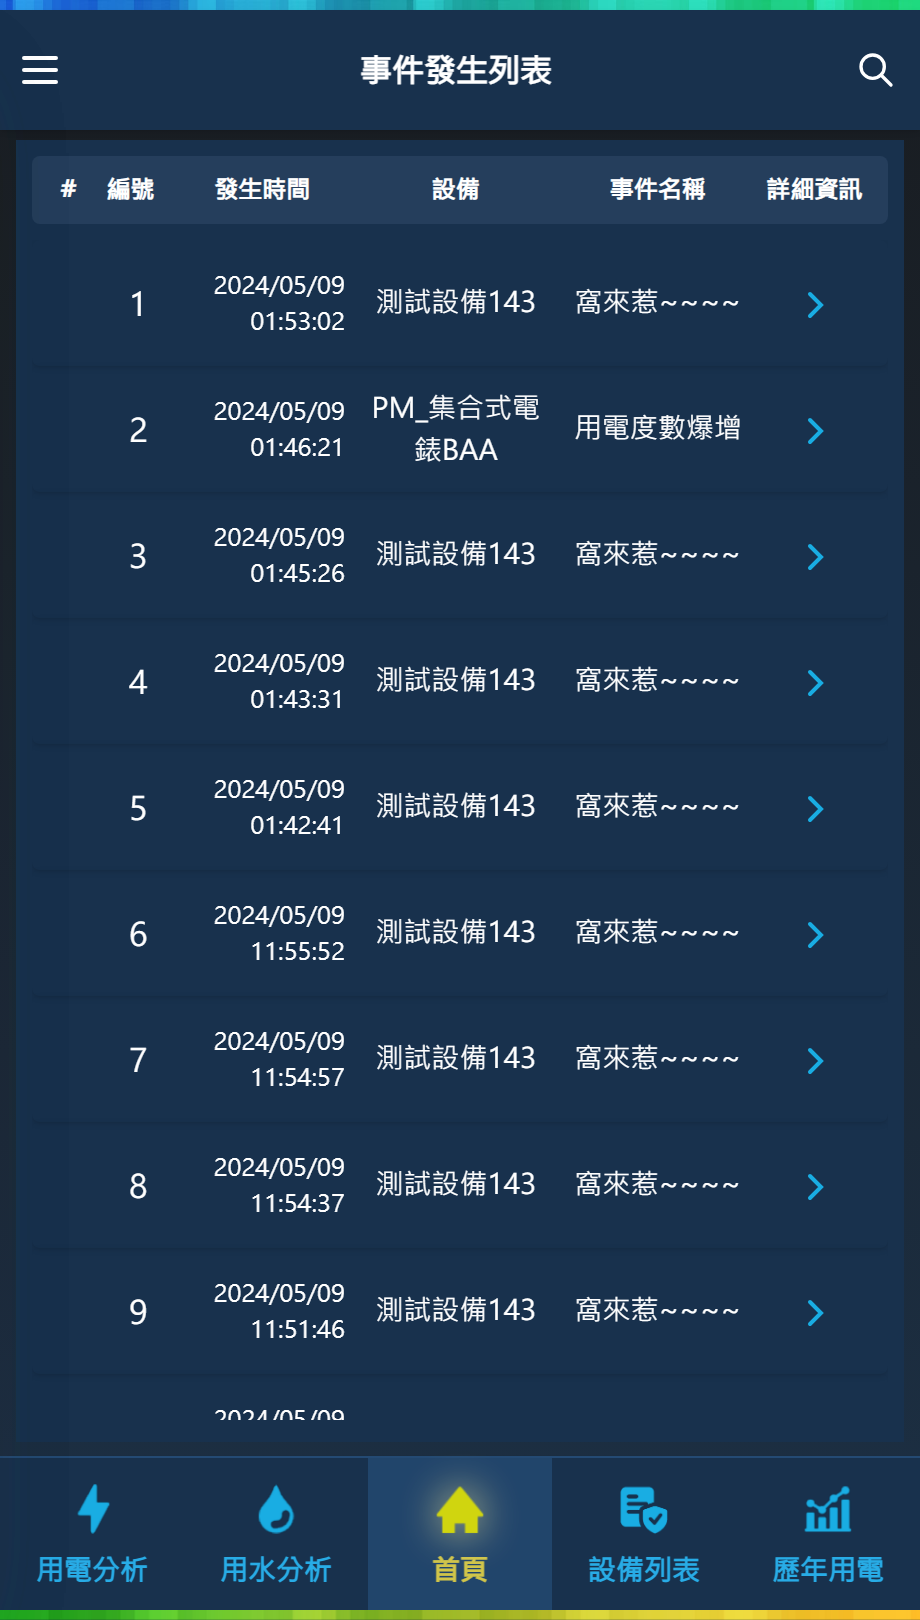 事件發生列表
# 編號 發生時間 設備 事件名稱 詳細資訊
1 2024/05/09 01:53:02 測試設備143 窩來惹~~~~
2 2024/05/09 01:46:21 PM_集合式電錶BAA 用電度數爆增
3 2024/05/09 01:45:26 測試設備143 窩來惹~~~~
4 2024/05/09 01:43:31 測試設備143 窩來惹~~~~
5 2024/05/09 01:42:41 測試設備143 窩來惹~~~~
6 2024/05/09 11:55:52 測試設備143 窩來惹~~~~
7 2024/05/09 11:54:57 測試設備143 窩來惹~~~~
8 2024/05/09 11:54:37 測試設備143 窩來惹~~~~
9 2024/05/09 11:51:46 測試設備143 窩來惹~~~~
2024/05/09
用電分析 用水分析 首頁 設備列表 歷年用電